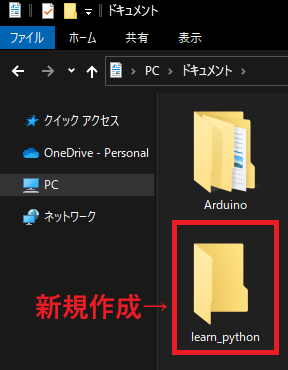 ドキュメント
ファイル ホーム 共有 表示
PC > ドキュメント >
クイック アクセス
OneDrive - Personal
PC
ネットワーク
Arduino
新規作成→
learn_python